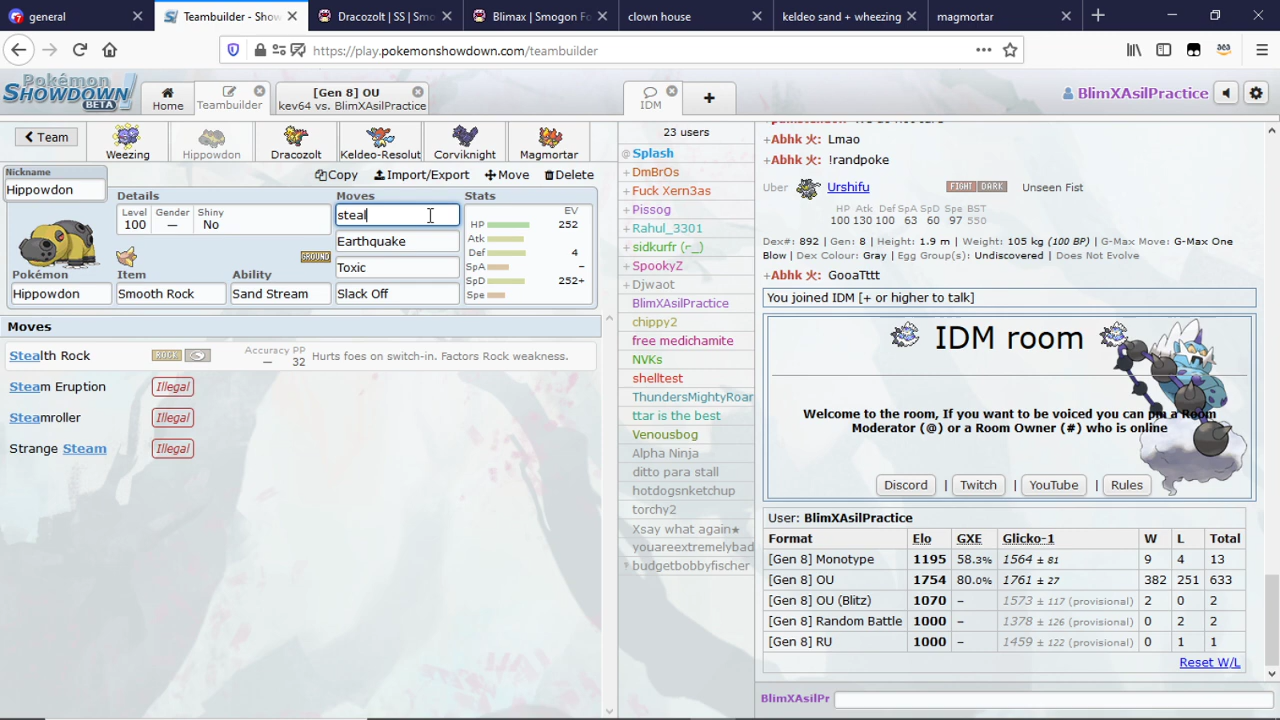 general
Teambuilder - Show
Dracozolt | SS | Smo
Blimax | Smogon Fo
clown house
keldeo sand + wheezing
magmortar
https://play.pokemonshowdown.com/teambuilder
Pokémon
Showdown
BETA
Home
Teambuilder
[Gen 8] OU
kev64 vs. BlimXAsilPractice
IDM
BlimXAsilPractice
Team
Weezing
Hippowdon
Dracozolt
Keldeo-Resolut
Corviknight
Magmortar
Copy
Import/Export
Move
Delete
Nickname
Hippowdon
Details
Level
100
Gender
—
Shiny
No
Moves
steal
Earthquake
Toxic
Slack Off
Stats
EV
HP 252
Atk
Def 4
SpA –
SpD 252+
Spe
GROUND
Pokémon
Hippowdon
Item
Smooth Rock
Ability
Sand Stream
Moves
Stealth Rock ROCK Accuracy — PP 32 Hurts foes on switch-in. Factors Rock weakness.
Steam Eruption Illegal
Steamroller Illegal
Strange Steam Illegal
23 users
@Splash
+DmBrOs
+Fuck Xern3as
+Pissog
+Rahul_3301
+sidkurfr (⌐_)
+SpookyZ
+Djwaot
BlimXAsilPractice
chippy2
free medichamite
NVKs
shelltest
ThundersMightyRoar
ttar is the best
Venousbog
Alpha Ninja
ditto para stall
hotdogsnketchup
torchy2
Xsay what again★
youareextremelybad
budgetbobbyfischer
+Abhk 火: Lmao
+Abhk 火: !randpoke
Uber Urshifu FIGHT DARK Unseen Fist
HP Atk Def SpA SpD Spe BST
100 130 100 63 60 97 550
Dex#: 892 | Gen: 8 | Height: 1.9 m | Weight: 105 kg (100 BP) | G-Max Move: G-Max One
Blow | Dex Colour: Gray | Egg Group(s): Undiscovered | Does Not Evolve
+Abhk 火: GooaTttt
You joined IDM [+ or higher to talk]
IDM room
Welcome to the room, If you want to be voiced you can pm a Room
Moderator (@) or a Room Owner (#) who is online
Discord | Twitch | YouTube | Rules
User: BlimXAsilPractice
Format Elo GXE Glicko-1 W L Total
[Gen 8] Monotype 1195 58.3% 1564 ± 81 9 4 13
[Gen 8] OU 1754 80.0% 1761 ± 27 382 251 633
[Gen 8] OU (Blitz) 1070 – 1573 ± 117 (provisional) 2 0 2
[Gen 8] Random Battle 1000 – 1378 ± 126 (provisional) 0 2 2
[Gen 8] RU 1000 – 1459 ± 122 (provisional) 0 1 1
Reset W/L
BlimXAsilPr